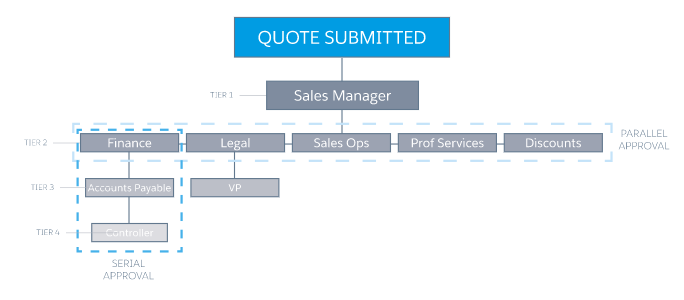 QUOTE SUBMITTED
TIER 1
Sales Manager
TIER 2
Finance
Legal
Sales Ops
Prof Services
Discounts
PARALLEL
APPROVAL
TIER 3
Accounts Payable
VP
TIER 4
Controller
SERIAL
APPROVAL